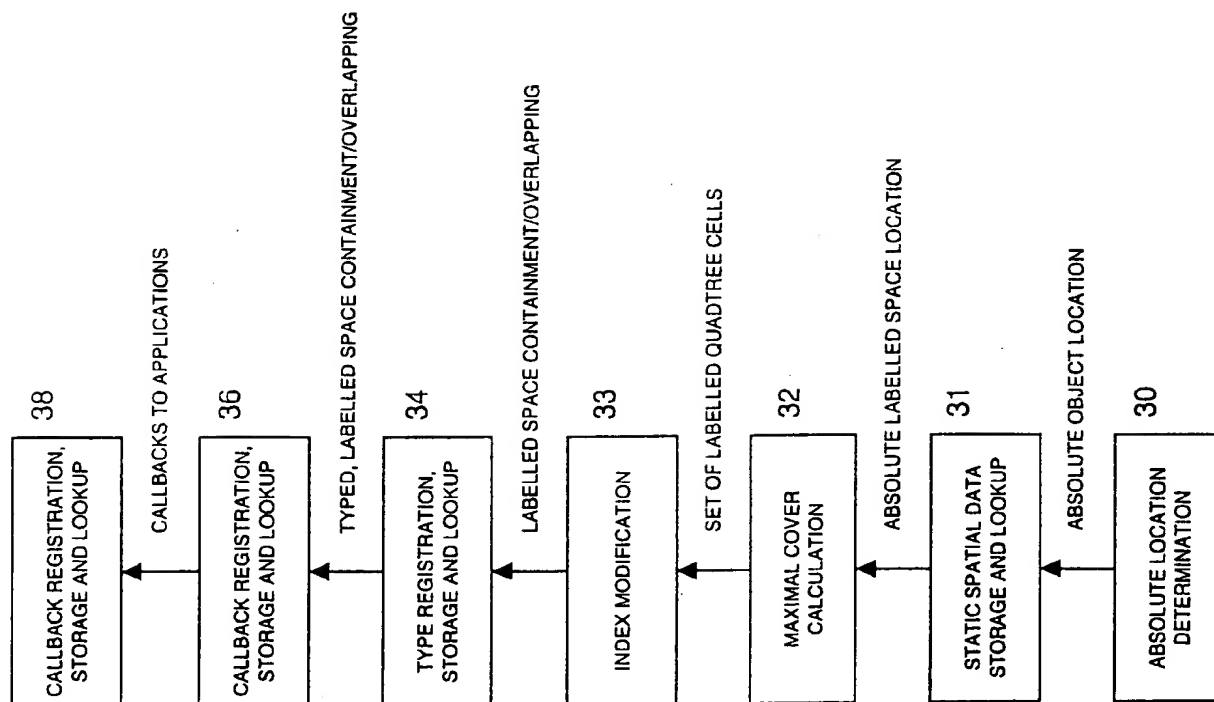 38
CALLBACK REGISTRATION,
STORAGE AND LOOKUP
CALLBACKS TO APPLICATIONS
36
CALLBACK REGISTRATION,
STORAGE AND LOOKUP
TYPED, LABELLED SPACE CONTAINMENT/OVERLAPPING
34
TYPE REGISTRATION,
STORAGE AND LOOKUP
LABELLED SPACE CONTAINMENT/OVERLAPPING
33
INDEX MODIFICATION
SET OF LABELLED QUADTREE CELLS
32
MAXIMAL COVER
CALCULATION
ABSOLUTE LABELLED SPACE LOCATION
31
STATIC SPATIAL DATA
STORAGE AND LOOKUP
ABSOLUTE OBJECT LOCATION
30
ABSOLUTE LOCATION
DETERMINATION